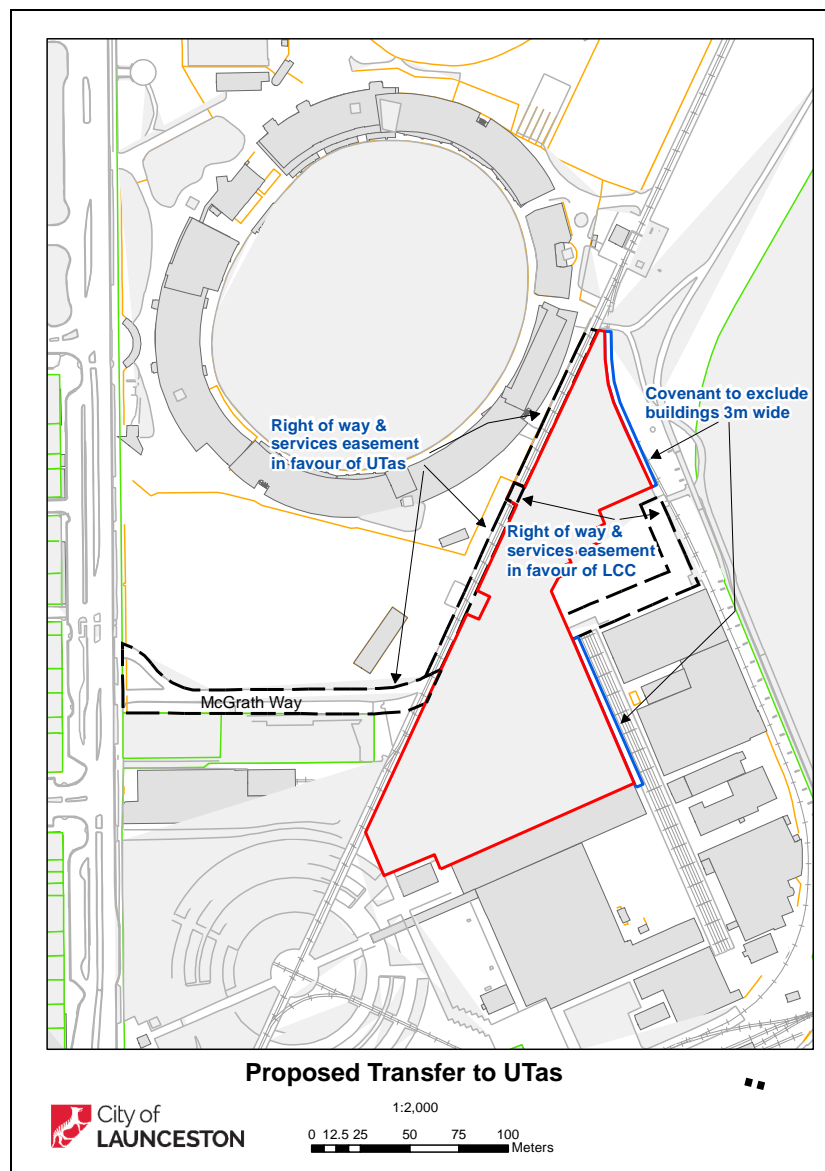 Covenant to exclude
buildings 3m wide
Right of way &
services easement
in favour of UTas
Right of way &
services easement
in favour of LCC
McGrath Way
Proposed Transfer to UTas
City of
LAUNCESTON
1:2,000
0 12.5 25 50 75 100
Meters